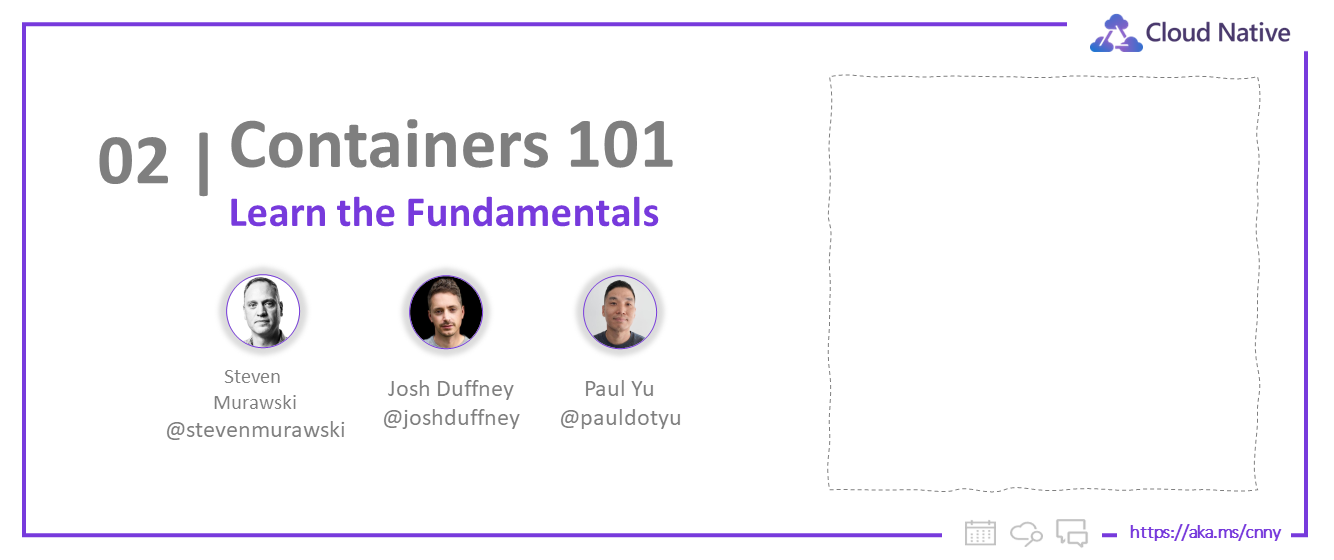 Cloud Native
02 | Containers 101
Learn the Fundamentals
Steven
Murawski
@stevenmurawski
Josh Duffney
@joshduffney
Paul Yu
@pauldotyu
https://aka.ms/cnny